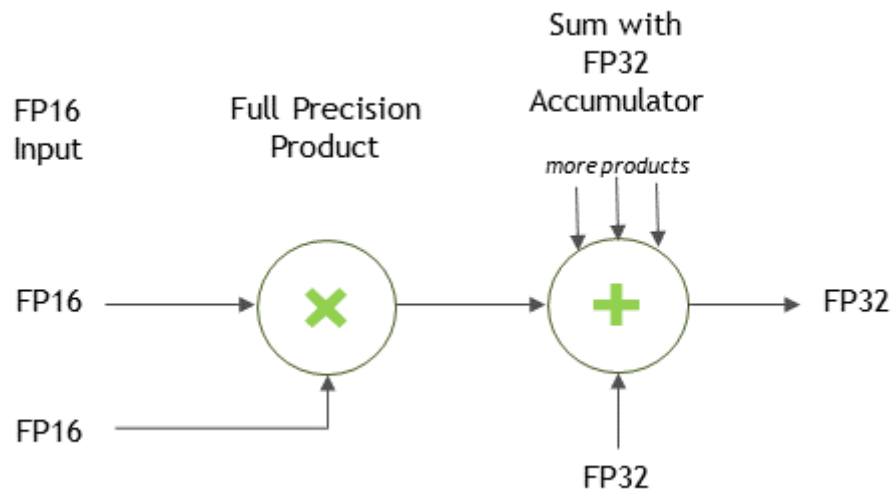 Sum with
FP32
Accumulator
FP16
Input
Full Precision
Product
more products
FP16
FP32
FP16
FP32